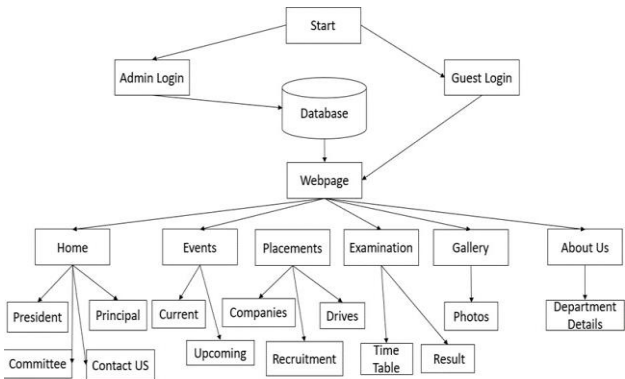 Start
Admin Login
Guest Login
Database
Webpage
Home
Events
Placements
Examination
Gallery
About Us
President
Principal
Current
Companies
Drives
Photos
Department
Details
Committee
Contact US
Upcoming
Recruitment
Time
Table
Result